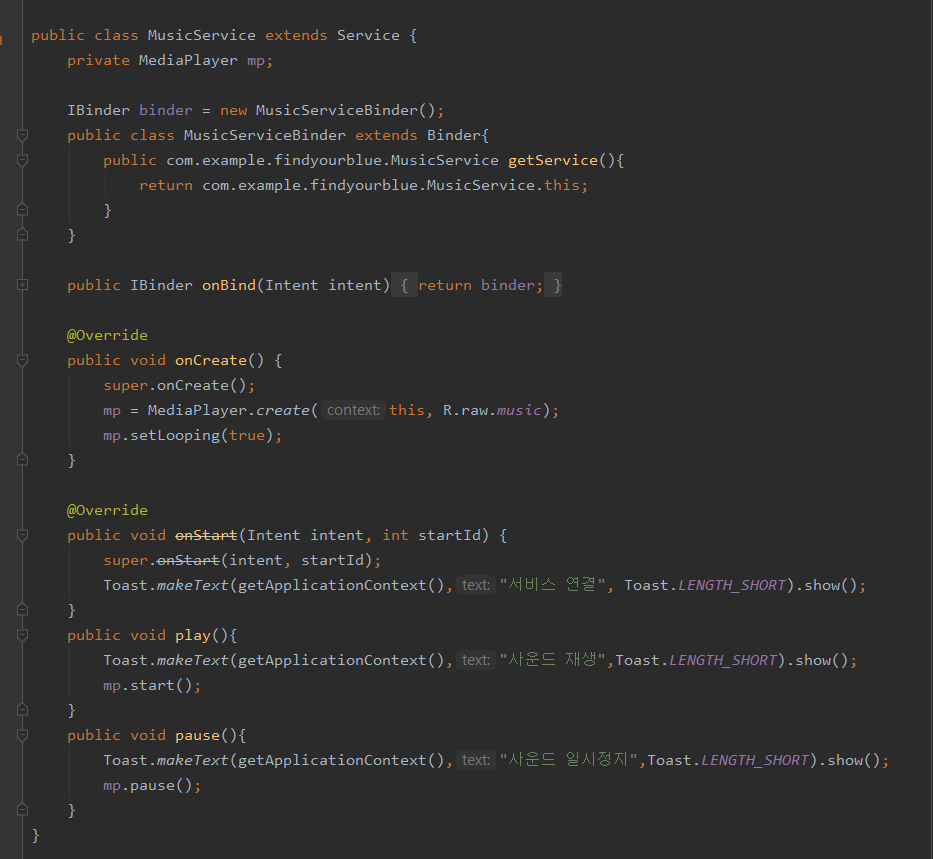 public class MusicService extends Service {
    private MediaPlayer mp;

    IBinder binder = new MusicServiceBinder();
    public class MusicServiceBinder extends Binder{
        public com.example.findyourblue.MusicService getService(){
            return com.example.findyourblue.MusicService.this;
        }
    }

    public IBinder onBind(Intent intent) { return binder; }

    @Override
    public void onCreate() {
        super.onCreate();
        mp = MediaPlayer.create( context: this, R.raw.music);
        mp.setLooping(true);
    }

    @Override
    public void onStart(Intent intent, int startId) {
        super.onStart(intent, startId);
        Toast.makeText(getApplicationContext(), text: "서비스 연결", Toast.LENGTH_SHORT).show();
    }
    public void play(){
        Toast.makeText(getApplicationContext(), text: "사운드 재생",Toast.LENGTH_SHORT).show();
        mp.start();
    }
    public void pause(){
        Toast.makeText(getApplicationContext(), text: "사운드 일시정지",Toast.LENGTH_SHORT).show();
        mp.pause();
    }
}